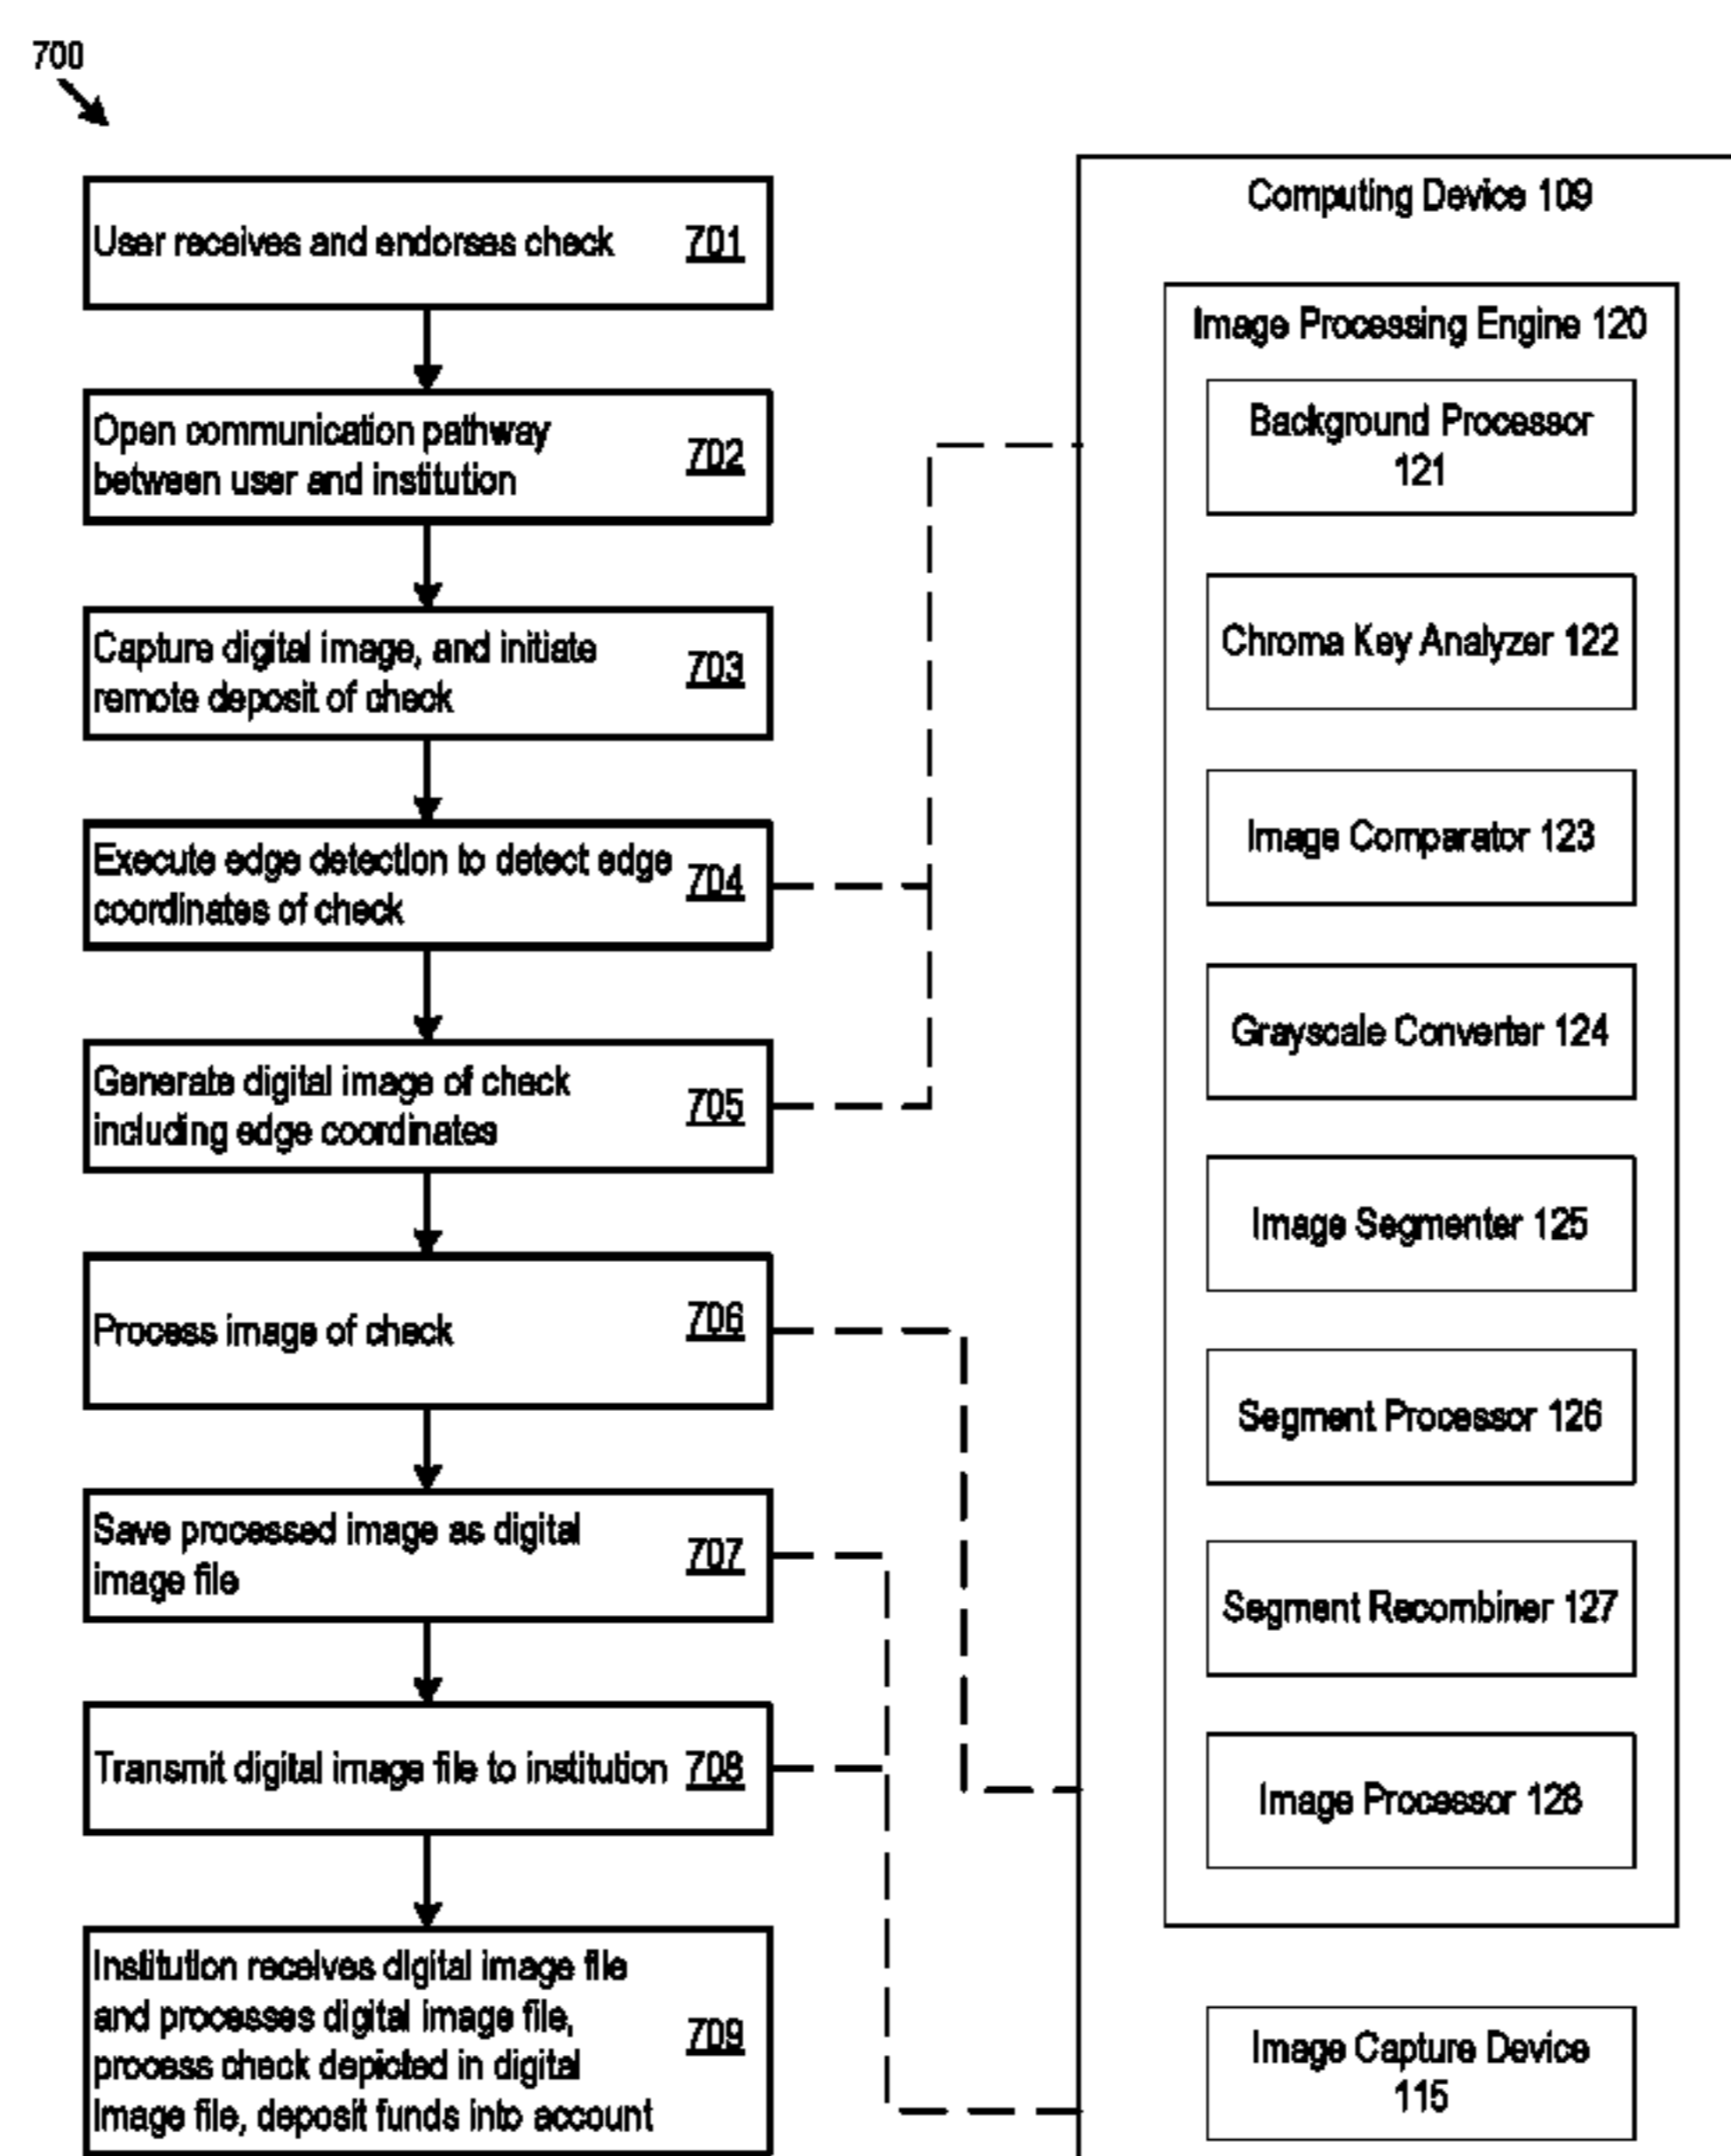 700
User receives and endorses check 701
Open communication pathway
between user and institution 702
Capture digital image, and initiate
remote deposit of check 703
Execute edge detection to detect edge
coordinates of check 704
Generate digital image of check
including edge coordinates 705
Process image of check 706
Save processed image as digital
image file 707
Transmit digital image file to institution 708
Institution receives digital image file
and processes digital image file,
process check depicted in digital
image file, deposit funds into account 709
Computing Device 109
Image Processing Engine 120
Background Processor
121
Chroma Key Analyzer 122
Image Comparator 123
Grayscale Converter 124
Image Segmenter 125
Segment Processor 126
Segment Recombiner 127
Image Processor 128
Image Capture Device
115